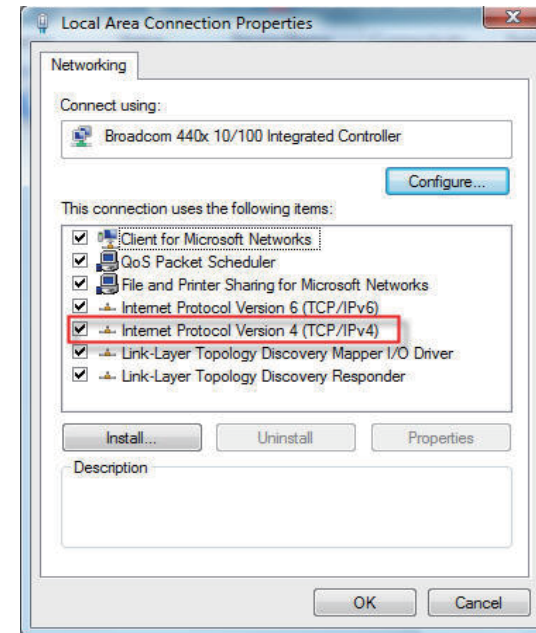 Local Area Connection Properties
Networking
Connect using:
Broadcom 440x 10/100 Integrated Controller
Configure...
This connection uses the following items:
Client for Microsoft Networks
QoS Packet Scheduler
File and Printer Sharing for Microsoft Networks
Internet Protocol Version 6 (TCP/IPv6)
Internet Protocol Version 4 (TCP/IPv4)
Link-Layer Topology Discovery Mapper I/O Driver
Link-Layer Topology Discovery Responder
Install... Uninstall Properties
Description
OK Cancel